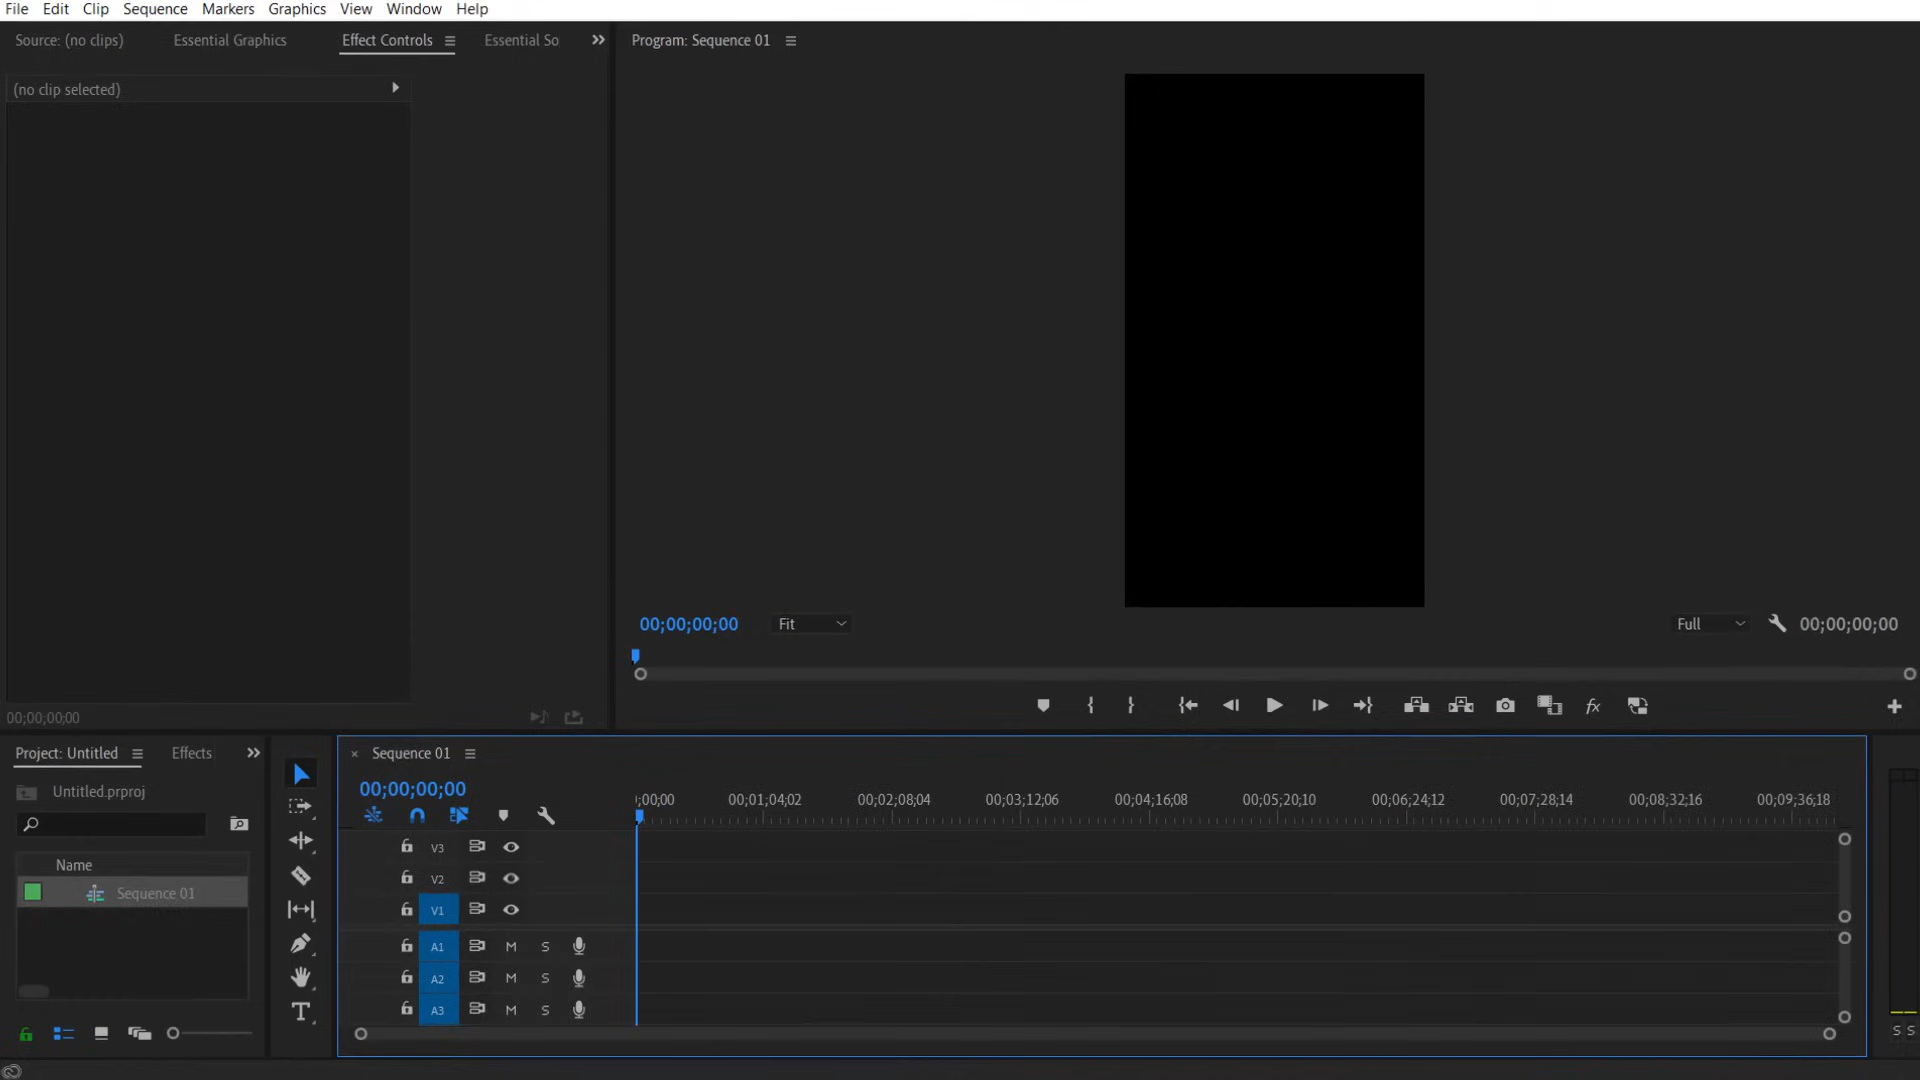 File Edit Clip Sequence Markers Graphics View Window Help
Source: (no clips) Essential Graphics Effect Controls Essential So
Program: Sequence 01
(no clip selected)
00;00;00;00 Fit Full 00;00;00;00
fx
00;00;00;00
Project: Untitled Effects
Sequence 01
Untitled.prproj
00;00;00;00
;00;00 00;01;04;02 00;02;08;04 00;03;12;06 00;04;16;08 00;05;20;10 00;06;24;12 00;07;28;14 00;08;32;16 00;09;36;18
Name
Sequence 01
V3
V2
V1
A1 M S
A2 M S
A3 M S
S S